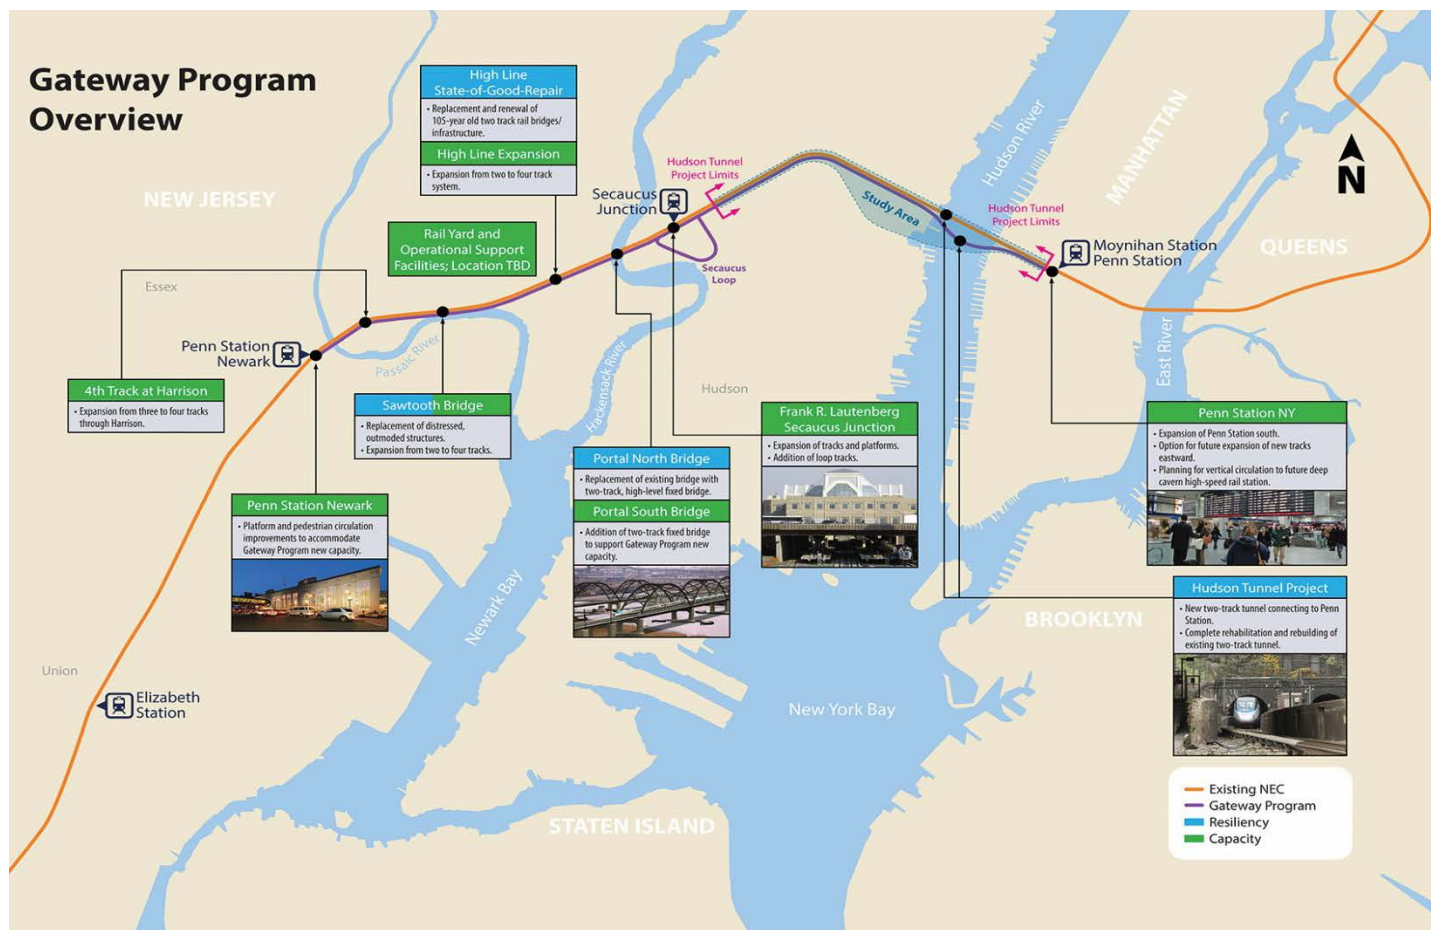 Gateway Program
Overview
High Line
State-of-Good-Repair
• Replacement and renewal of
105-year old two track rail bridges/
infrastructure.
High Line Expansion
• Expansion from two to four track
system.
NEW JERSEY
Rail Yard and
Operational Support
Facilities; Location TBD
Secaucus
Junction
Hudson Tunnel
Project Limits
Secaucus
Loop
Study Area
Hudson River
MANHATTAN
N
Hudson Tunnel
Project Limits
Moynihan Station
Penn Station
QUEENS
East River
Essex
Penn Station
Newark
Passaic River
Hackensack River
Hudson
4th Track at Harrison
• Expansion from three to four tracks
through Harrison.
Sawtooth Bridge
• Replacement of distressed,
outmoded structures.
• Expansion from two to four tracks.
Frank R. Lautenberg
Secaucus Junction
• Expansion of tracks and platforms.
• Addition of loop tracks.
Penn Station NY
• Expansion of Penn Station south.
• Option for future expansion of new tracks
eastward.
• Planning for vertical circulation to future deep
cavern high-speed rail station.
Portal North Bridge
• Replacement of existing bridge with
two-track, high-level fixed bridge.
Portal South Bridge
• Addition of two-track fixed bridge
to support Gateway Program new
capacity.
Penn Station Newark
• Platform and pedestrian circulation
improvements to accommodate
Gateway Program new capacity.
Newark Bay
Hudson Tunnel Project
• New two-track tunnel connecting to Penn
Station.
• Complete rehabilitation and rebuilding of
existing two-track tunnel.
BROOKLYN
Union
Elizabeth
Station
New York Bay
STATEN ISLAND
Existing NEC
Gateway Program
Resiliency
Capacity